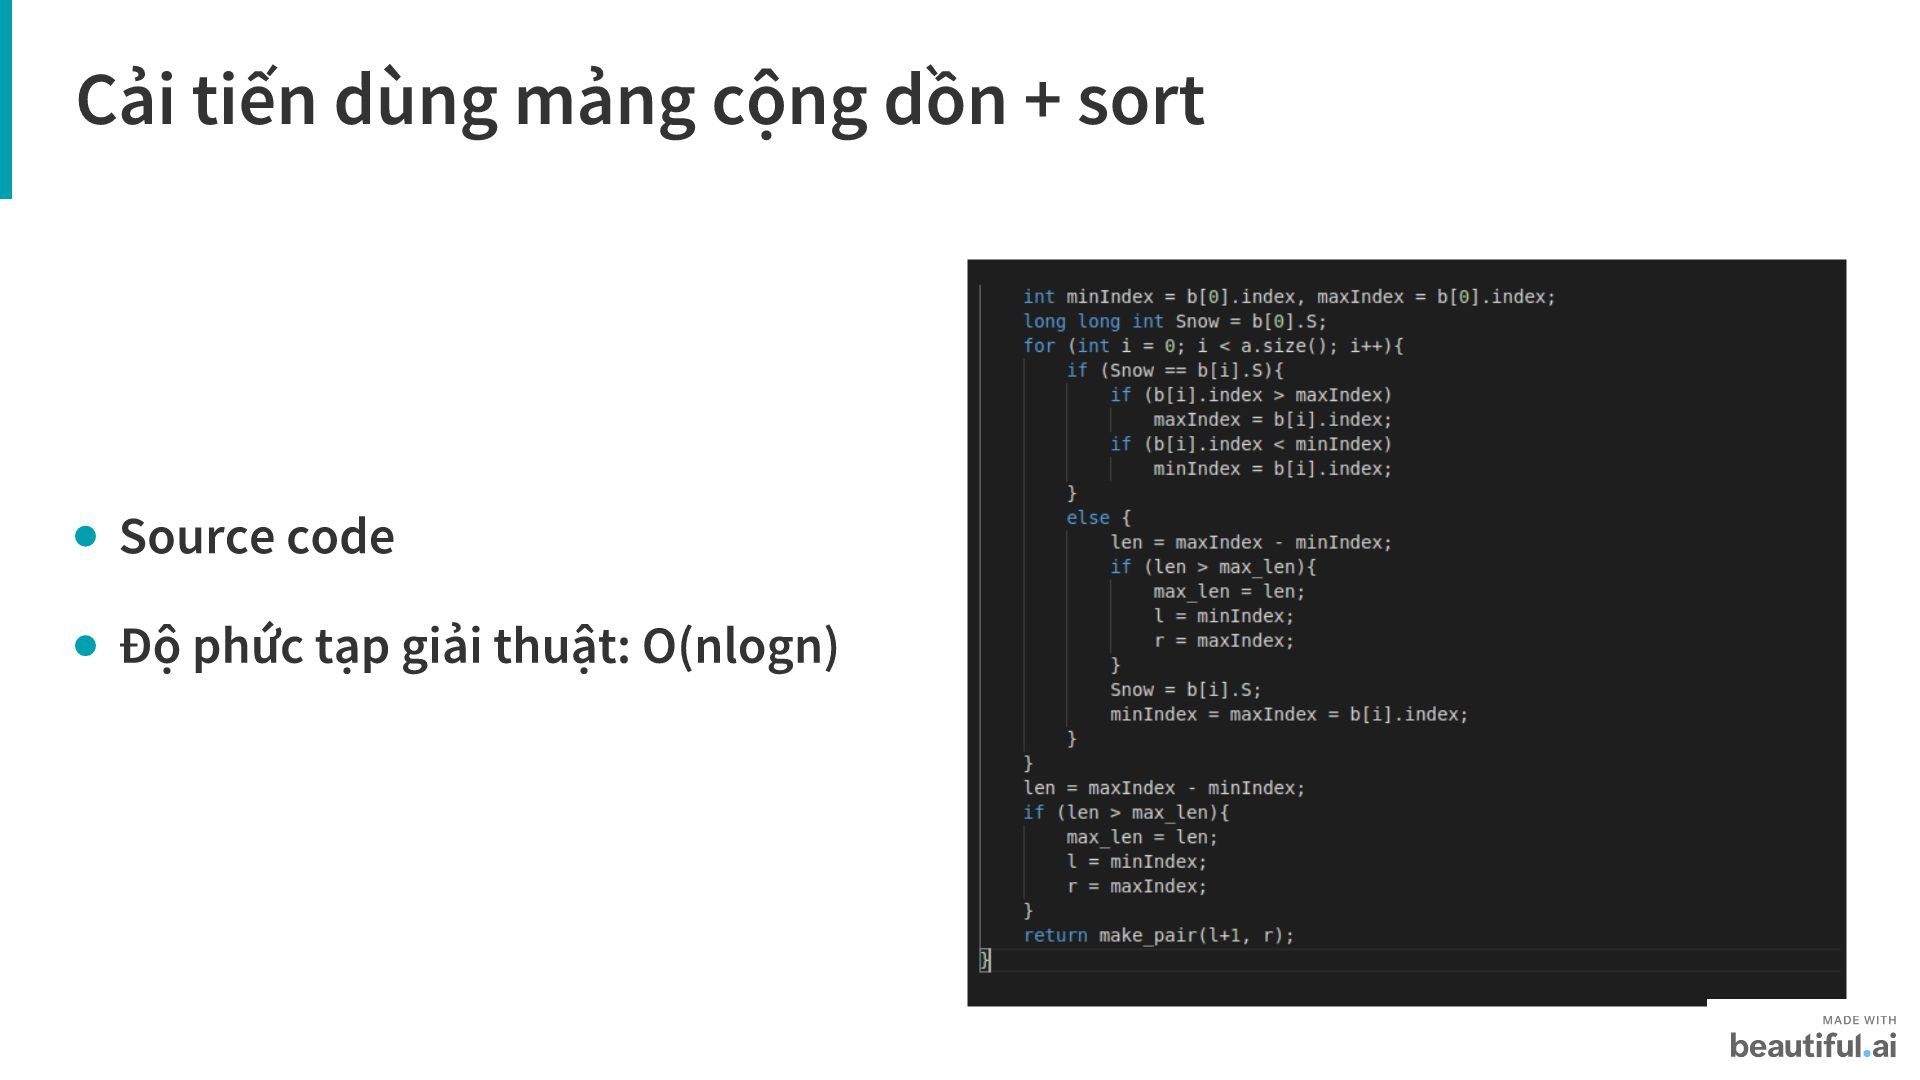 Cải tiến dùng mảng cộng dồn + sort
Source code
Độ phức tạp giải thuật: O(nlogn)
int minIndex = b[0].index, maxIndex = b[0].index;
long long int Snow = b[0].S;
for (int i = 0; i < a.size(); i++){
if (Snow == b[i].S){
if (b[i].index > maxIndex)
maxIndex = b[i].index;
if (b[i].index < minIndex)
minIndex = b[i].index;
}
else {
len = maxIndex - minIndex;
if (len > max_len){
max_len = len;
l = minIndex;
r = maxIndex;
}
Snow = b[i].S;
minIndex = maxIndex = b[i].index;
}
}
len = maxIndex - minIndex;
if (len > max_len){
max_len = len;
l = minIndex;
r = maxIndex;
}
return make_pair(l+1, r);
}
MADE WITH
beautiful.ai